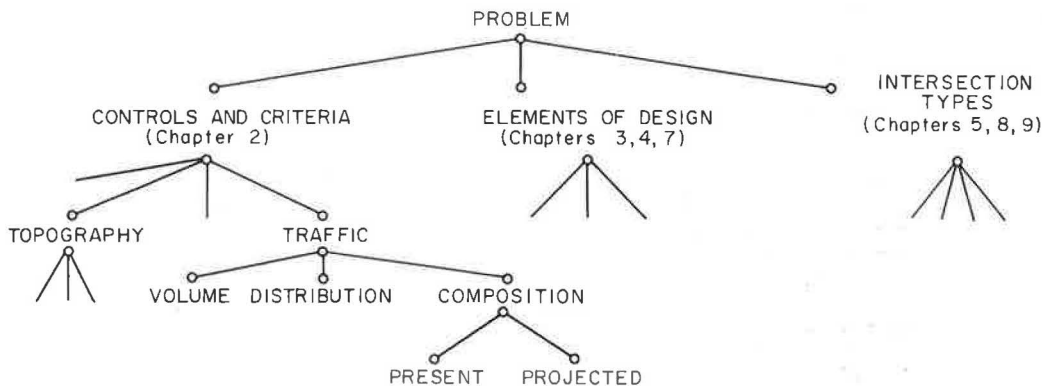 PROBLEM
CONTROLS AND CRITERIA
(Chapter 2)
ELEMENTS OF DESIGN
(Chapters 3, 4, 7)
INTERSECTION
TYPES
(Chapters 5, 8, 9)
TOPOGRAPHY
TRAFFIC
VOLUME
DISTRIBUTION
COMPOSITION
PRESENT
PROJECTED